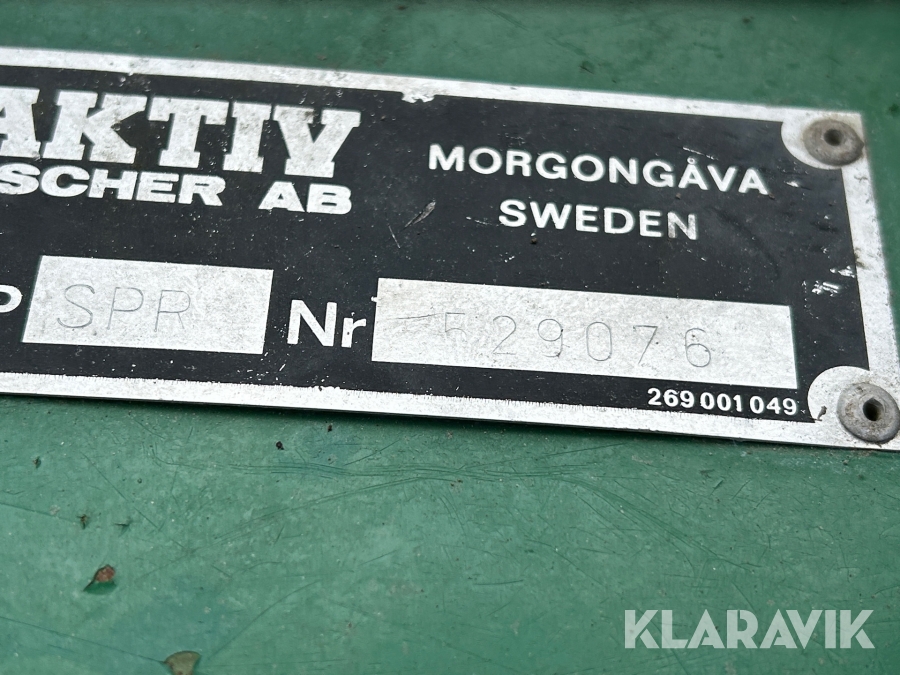 AKTIV
SCHER AB
MORGONGÅVA
SWEDEN
P SPR Nr 529076
269 001 049
KLARAVIK